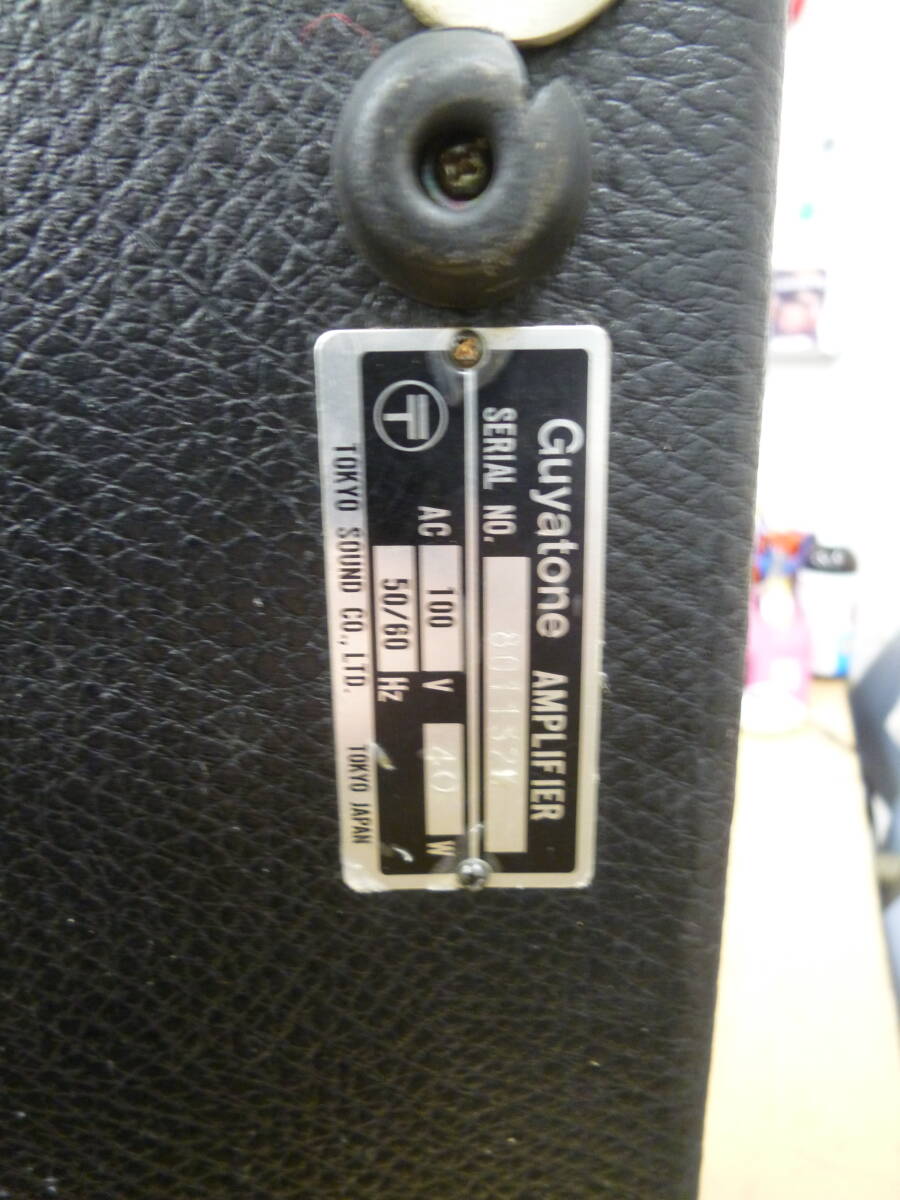 Guyatone AMPLIFIER
SERIAL NO.
AC 100 V 40 W
50/60 Hz
TOKYO SOUND CO., LTD. TOKYO JAPAN